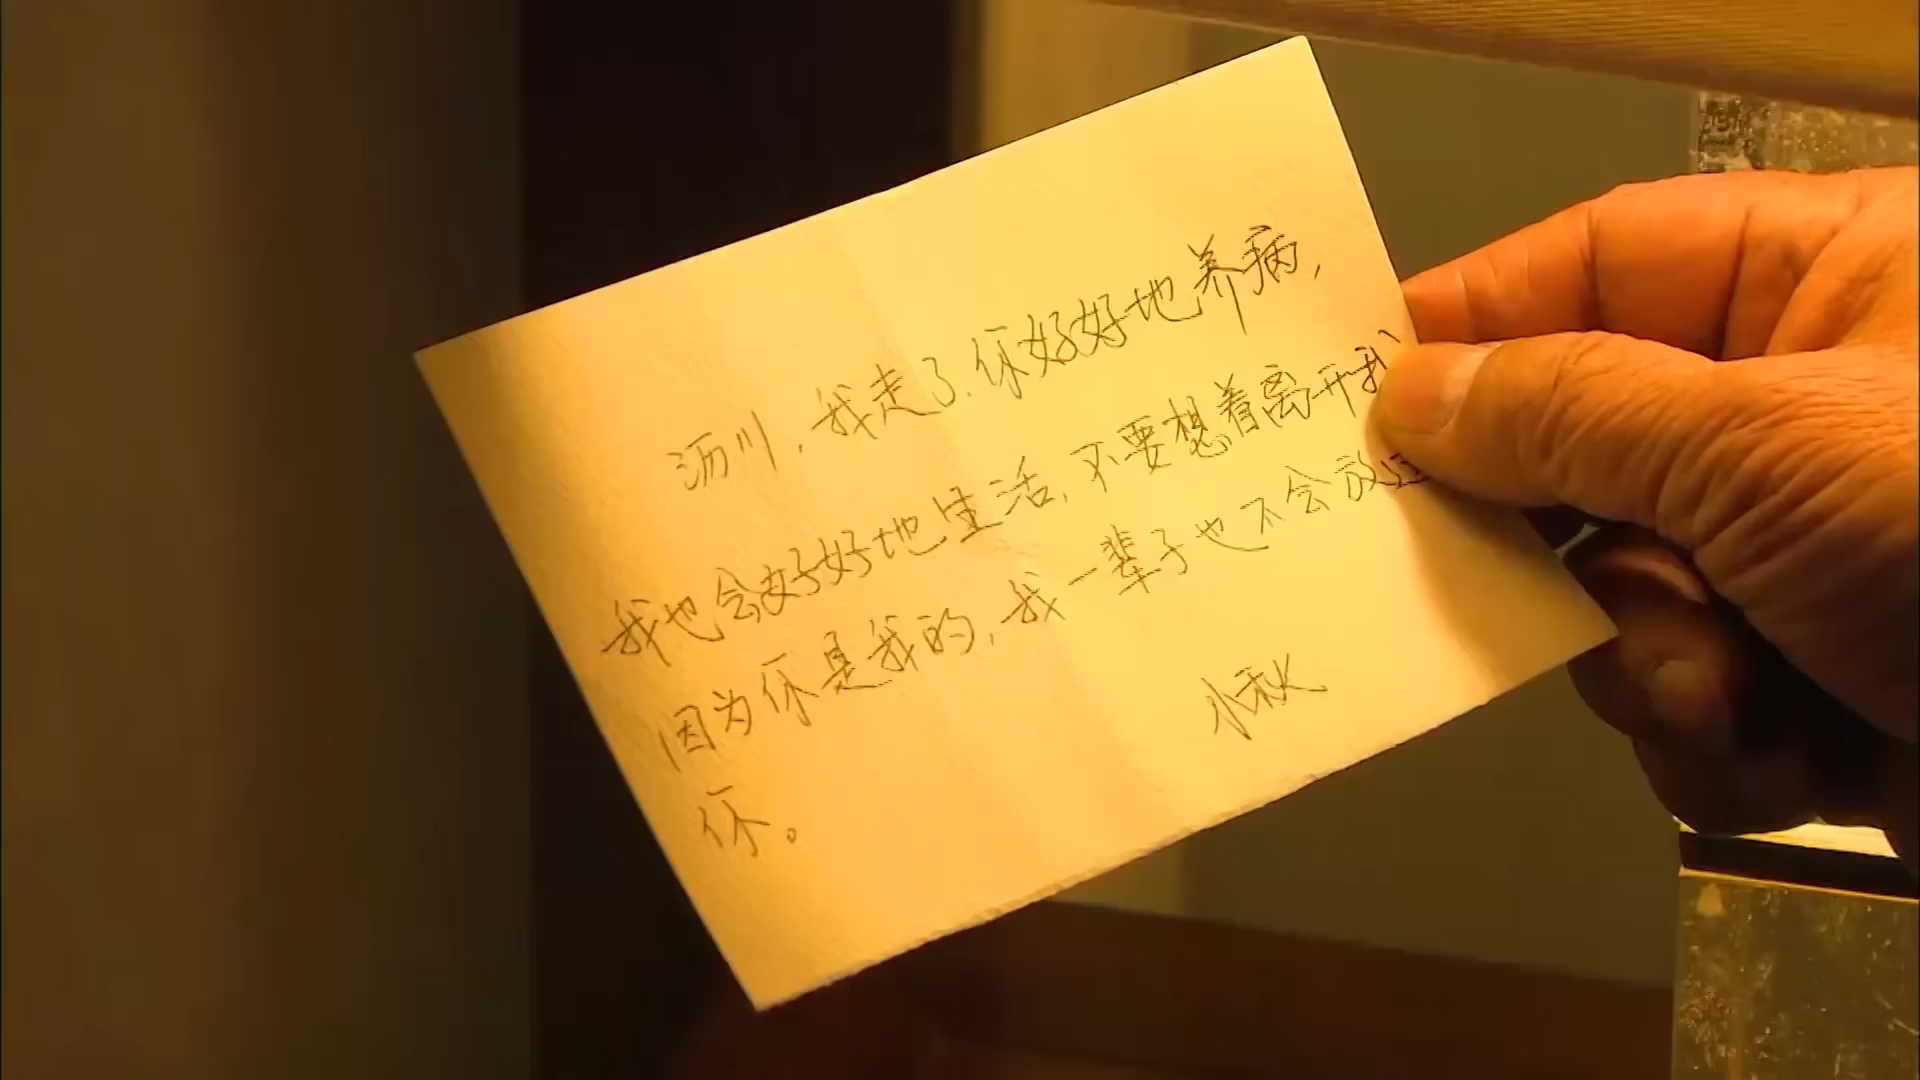 沥川，我走了，你好好地养病，
我也会好好地生活，不要想着离开我
因为你是我的，我一辈子也不会放
你。
小秋